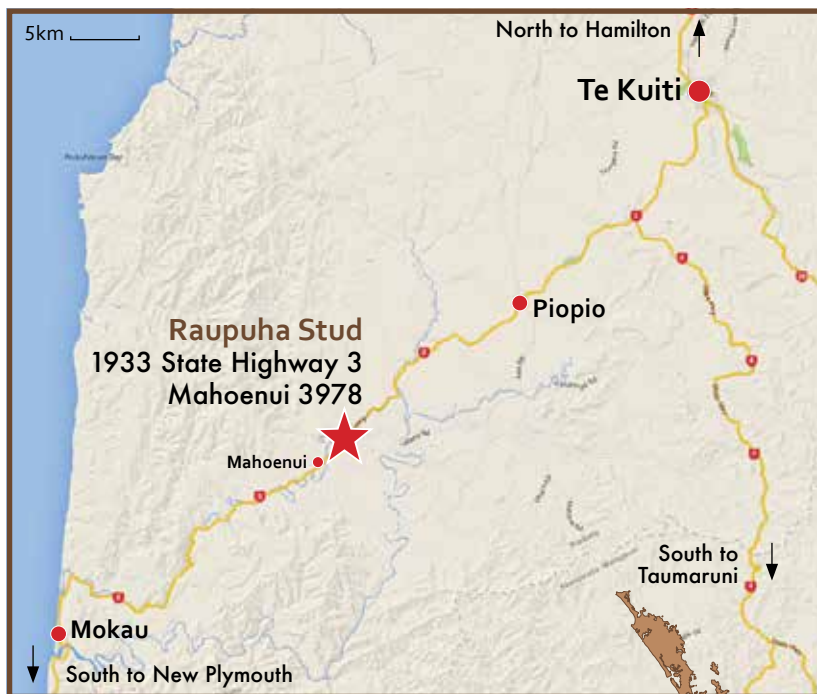 5km
North to Hamilton
Te Kuiti
Piopio
Raupuha Stud
1933 State Highway 3
Mahoenui 3978
Mahoenui
South to
Taumaruni
Mokau
South to New Plymouth